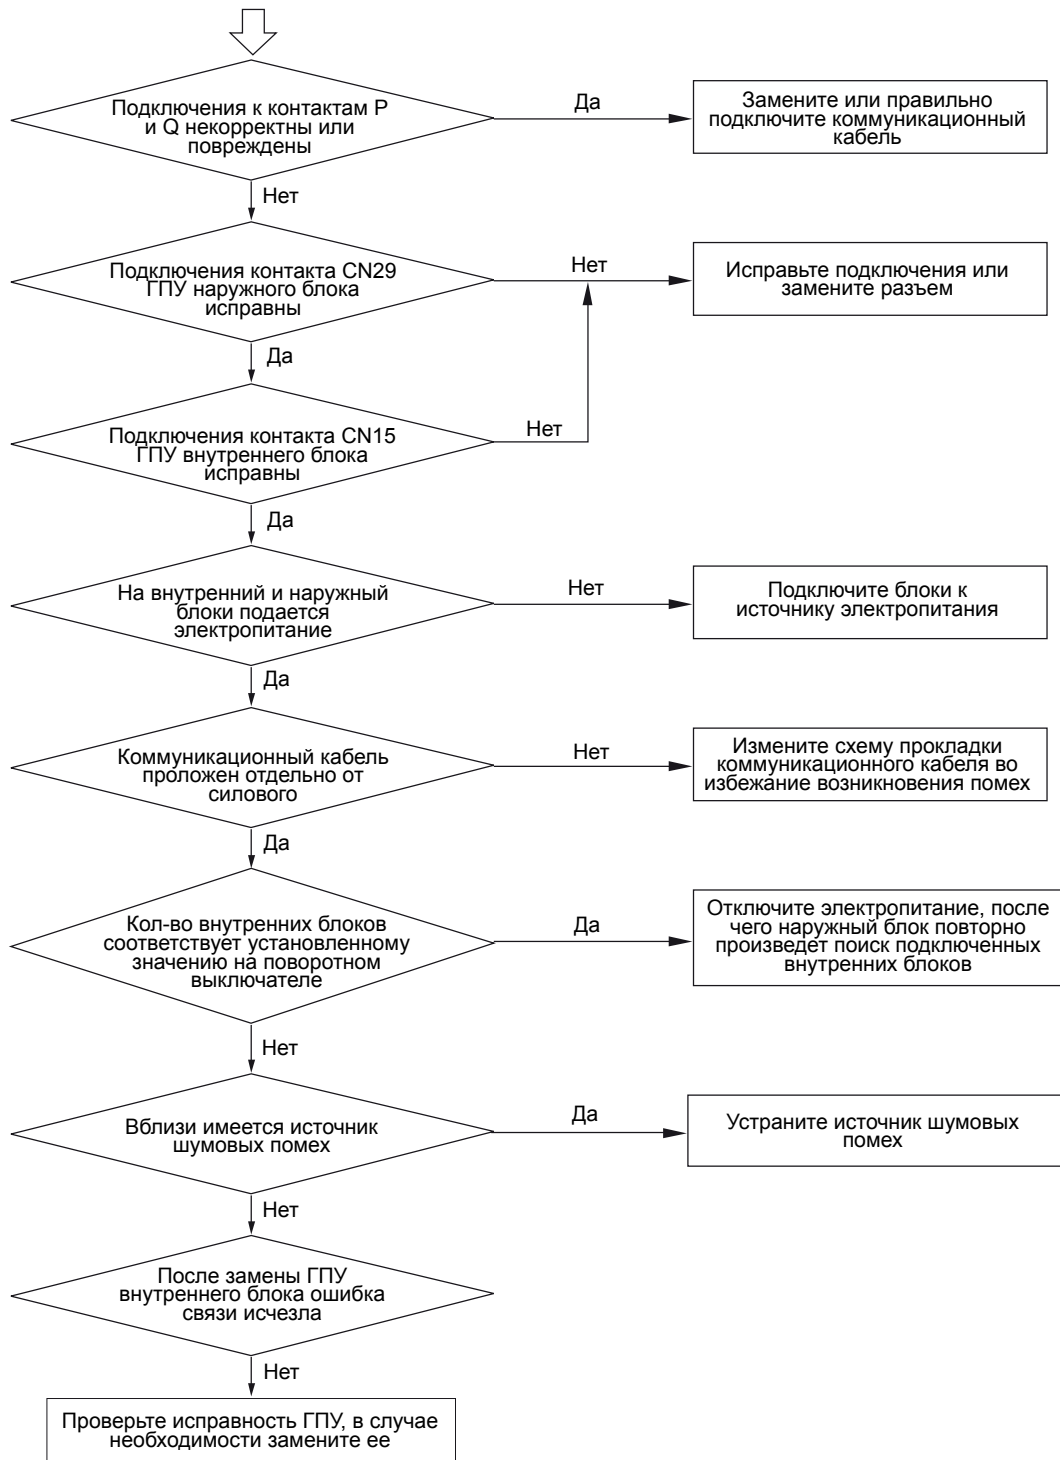 Подключения к контактам P
и Q некорректны или
повреждены
Да
Замените или правильно
подключите коммуникационный
кабель
Нет
Подключения контакта CN29
ГПУ наружного блока
исправны
Нет
Исправьте подключения или
замените разъем
Да
Подключения контакта CN15
ГПУ внутреннего блока
исправны
Нет
Да
На внутренний и наружный
блоки подается
электропитание
Нет
Подключите блоки к
источнику электропитания
Да
Коммуникационный кабель
проложен отдельно от
силового
Нет
Измените схему прокладки
коммуникационного кабеля во
избежание возникновения помех
Да
Кол-во внутренних блоков
соответствует установленному
значению на поворотном
выключателе
Да
Отключите электропитание, после
чего наружный блок повторно
произведет поиск подключенных
внутренних блоков
Нет
Вблизи имеется источник
шумовых помех
Да
Устраните источник шумовых
помех
Нет
После замены ГПУ
внутреннего блока ошибка
связи исчезла
Нет
Проверьте исправность ГПУ, в случае
необходимости замените ее